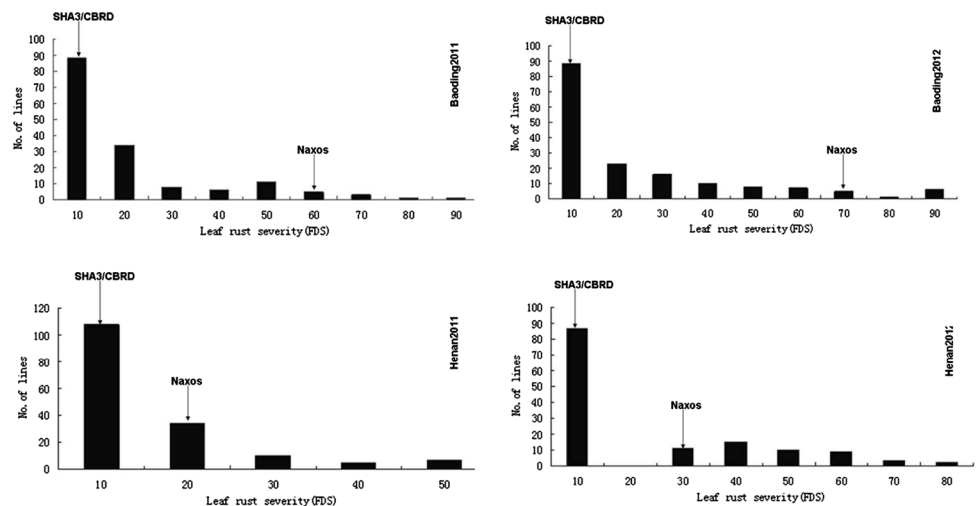 SHA3/CBRD
100
90
80
70
60
50
40
30
20
10
0
No. of lines
Naxos
Baoding2011
10 20 30 40 50 60 70 80 90
Leaf rust severity(FDS)
SHA3/CBRD
100
90
80
70
60
50
40
30
20
10
0
No. of lines
Naxos
Baoding2012
10 20 30 40 50 60 70 80 90
Leaf rust severity(FDS)
SHA3/CBRD
120
100
80
60
40
20
0
No. of lines
Naxos
Henan2011
10 20 30 40 50
Leaf rust severity(FDS)
SHA3/CBRD
100
90
80
70
60
50
40
30
20
10
0
No. of lines
Naxos
Henan2012
10 20 30 40 50 60 70 80
Leaf rust severity(FDS)